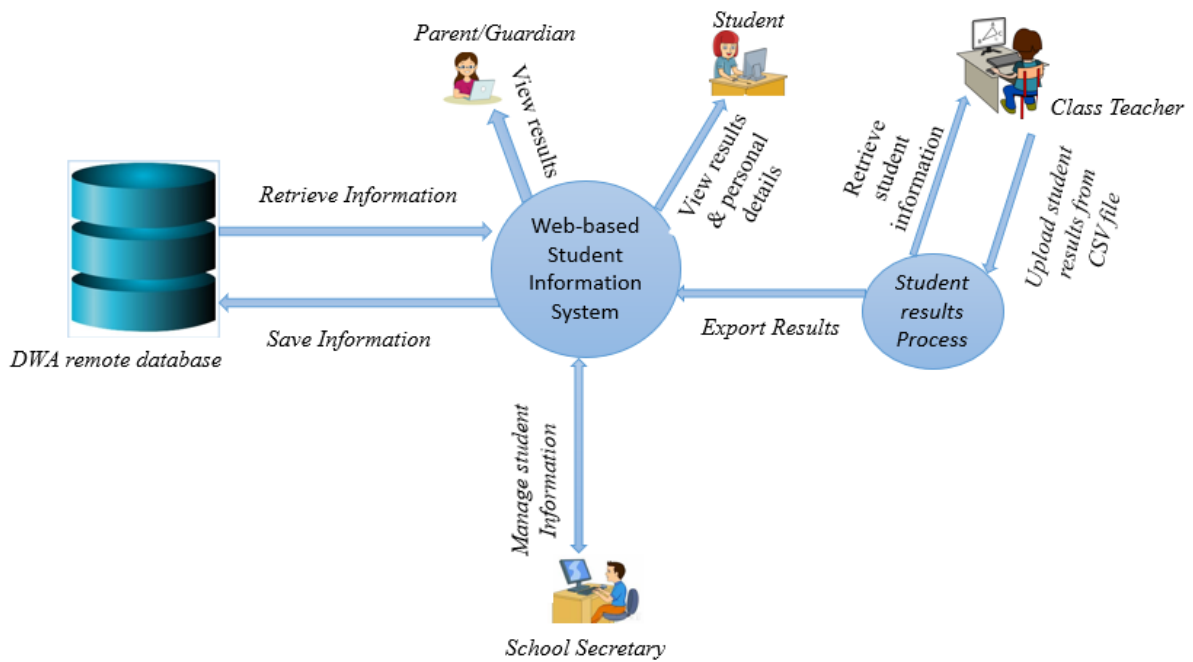 Parent/Guardian
View results
Student
View results
& personal
details
Class Teacher
Retrieve
student
information
Upload student
results from
CSV file
Retrieve Information
Web-based
Student
Information
System
Save Information
DWA remote database
Export Results
Student
results
Process
Manage student
Information
School Secretary